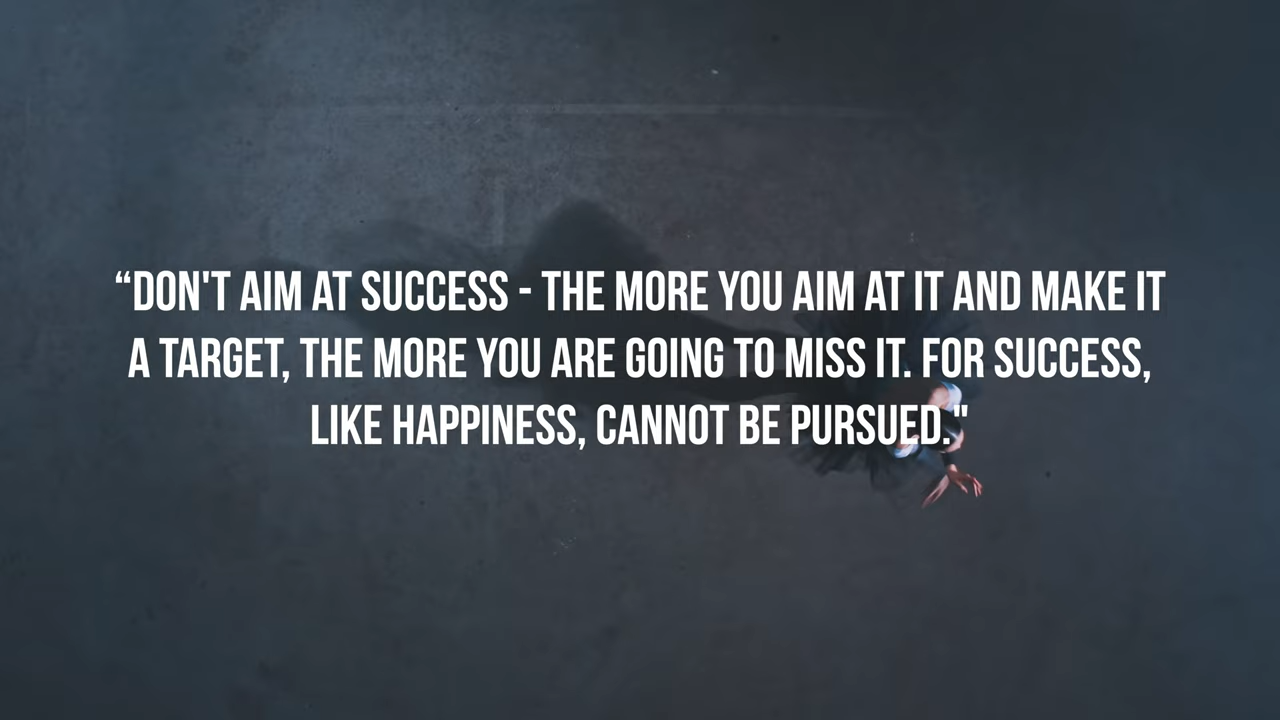 “DON'T AIM AT SUCCESS - THE MORE YOU AIM AT IT AND MAKE IT
A TARGET, THE MORE YOU ARE GOING TO MISS IT. FOR SUCCESS,
LIKE HAPPINESS, CANNOT BE PURSUED."